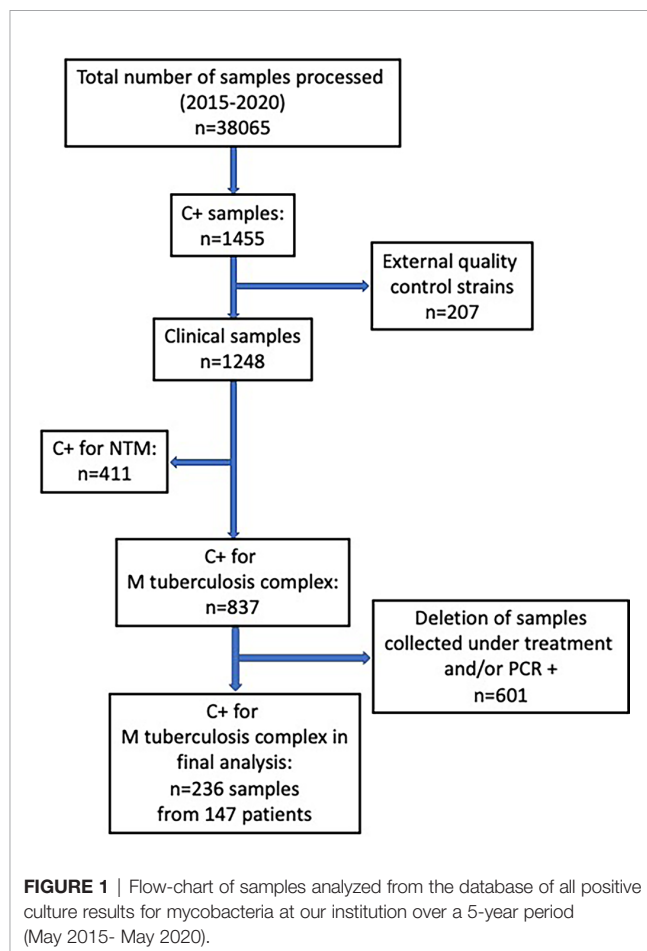 Total number of samples processed
(2015-2020)
n=38065
C+ samples:
n=1455
External quality
control strains
n=207
Clinical samples
n=1248
C+ for NTM:
n=411
C+ for
M tuberculosis complex:
n=837
Deletion of samples
collected under treatment
and/or PCR +
n=601
C+ for
M tuberculosis complex in
final analysis:
n=236 samples
from 147 patients
FIGURE 1 | Flow-chart of samples analyzed from the database of all positive
culture results for mycobacteria at our institution over a 5-year period
(May 2015- May 2020).